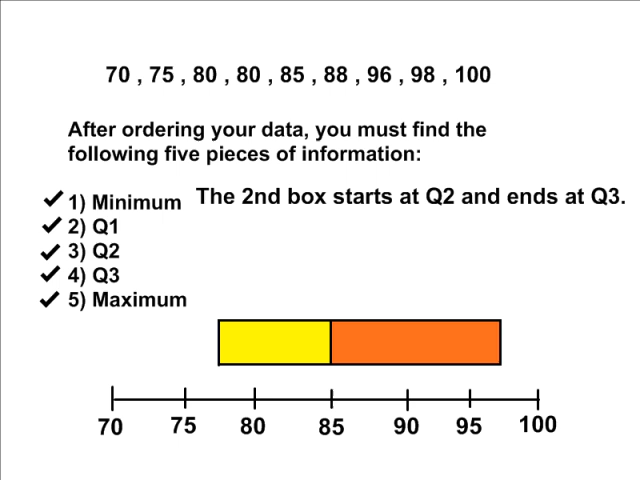 70 , 75 , 80 , 80 , 85 , 88 , 96 , 98 , 100
After ordering your data, you must find the
following five pieces of information:
1) Minimum
The 2nd box starts at Q2 and ends at Q3.
2) Q1
3) Q2
4) Q3
5) Maximum
70 75 80 85 90 95 100